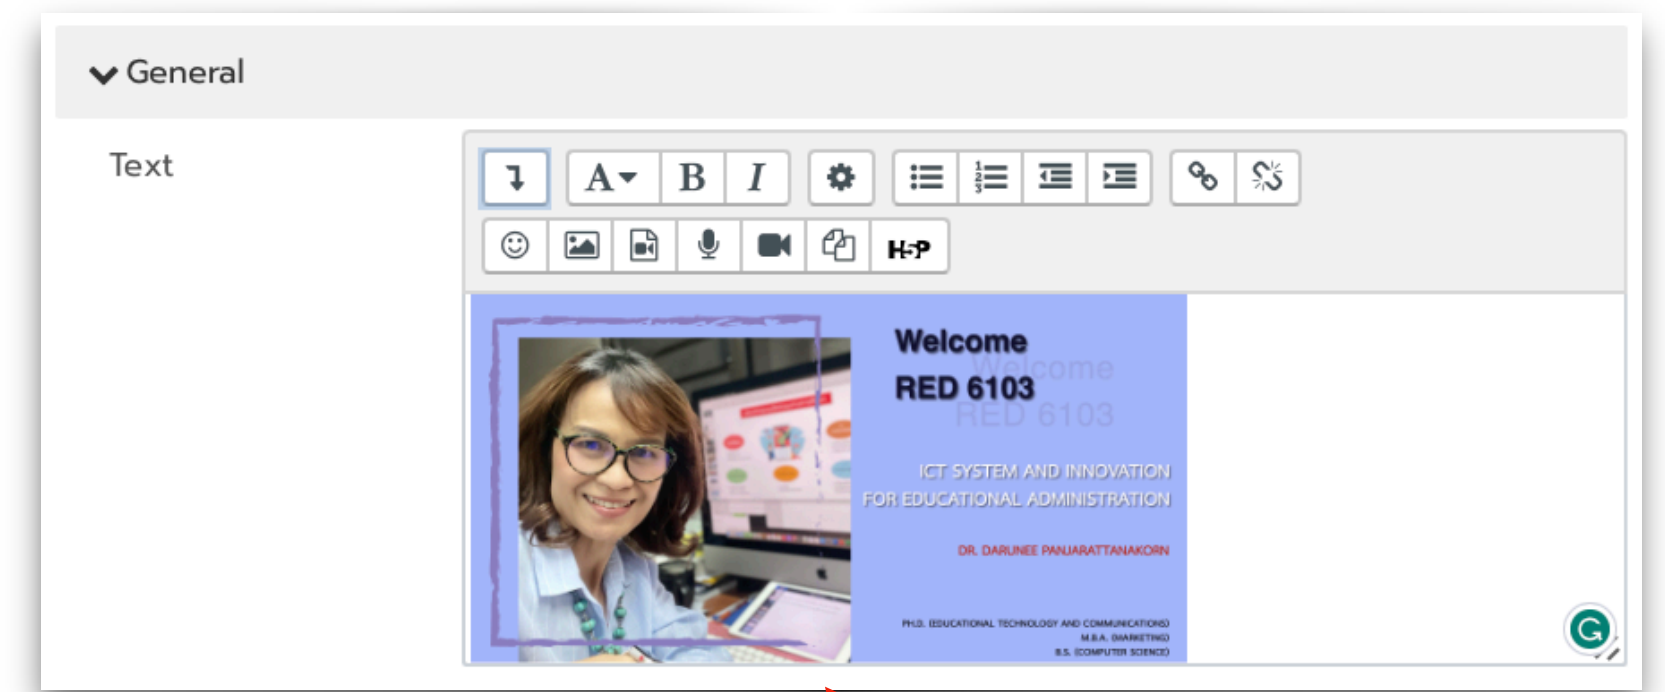 General
Text
A B I
H5P
Welcome
RED 6103
Welcome
RED 6103
ICT SYSTEM AND INNOVATION
FOR EDUCATIONAL ADMINISTRATION
DR. DARUNEE PANJARATTANAKORN
PH.D. (EDUCATIONAL TECHNOLOGY AND COMMUNICATIONS)
M.B.A. (MARKETING)
B.S. (COMPUTER SCIENCE)